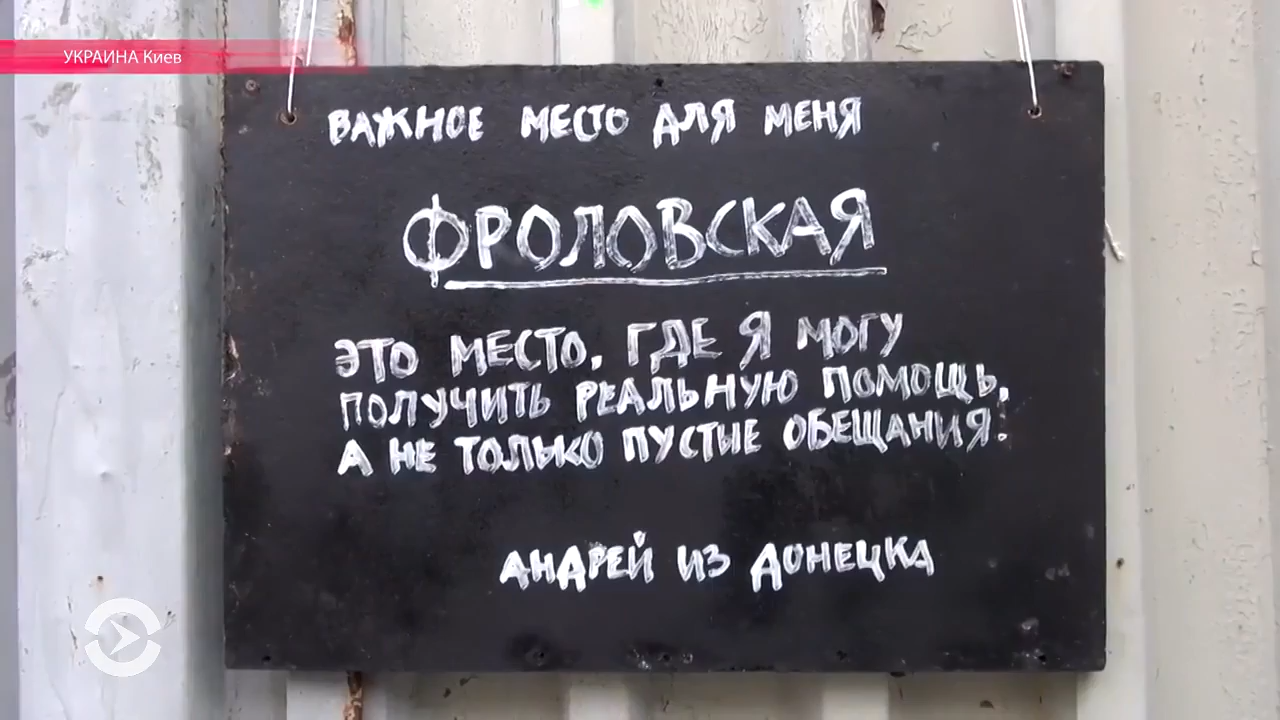 УКРАИНА Киев
ВАЖНОЕ МЕСТО ДЛЯ МЕНЯ
ФРОЛОВСКАЯ
ЭТО МЕСТО, ГДЕ Я МОГУ
ПОЛУЧИТЬ РЕАЛЬНУЮ ПОМОЩЬ,
А НЕ ТОЛЬКО ПУСТЫЕ ОБЕЩАНИЯ.
АНДРЕЙ ИЗ ДОНЕЦКА